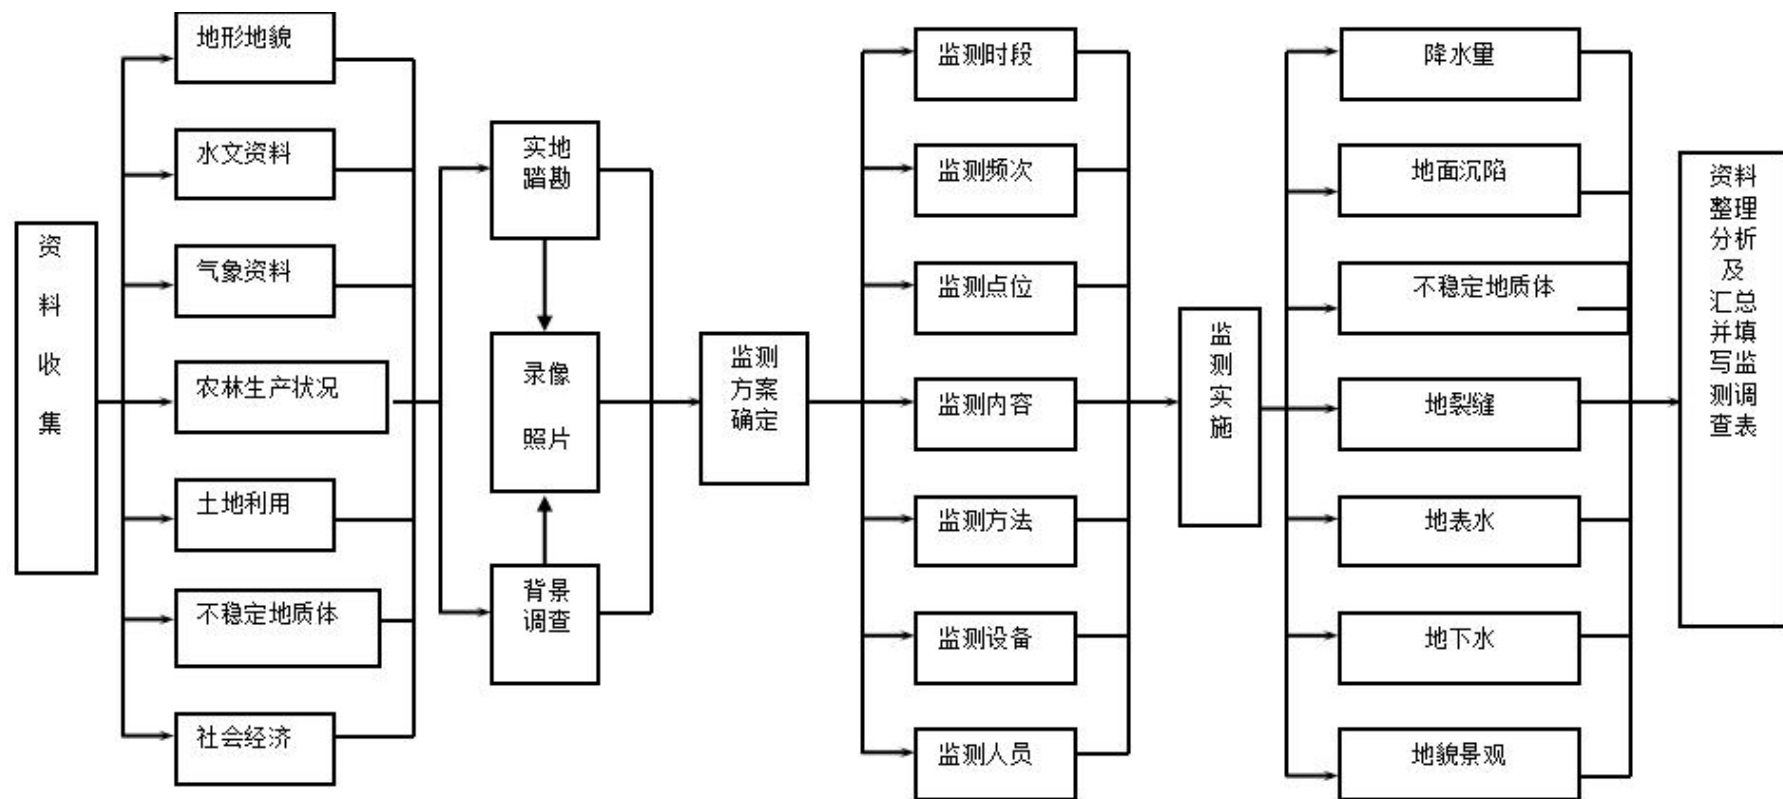 资
料
收
集
地形地貌
水文资料
气象资料
农林生产状况
土地利用
不稳定地质体
社会经济
实地
踏勘
录像
照片
背景
调查
监测
方案
确定
监测时段
监测频次
监测点位
监测内容
监测方法
监测设备
监测人员
监
测
实
施
降水量
地面沉陷
不稳定地质体
地裂缝
地表水
地下水
地貌景观
资料
整理
分析
及
汇总
并填
写监
测调
查表